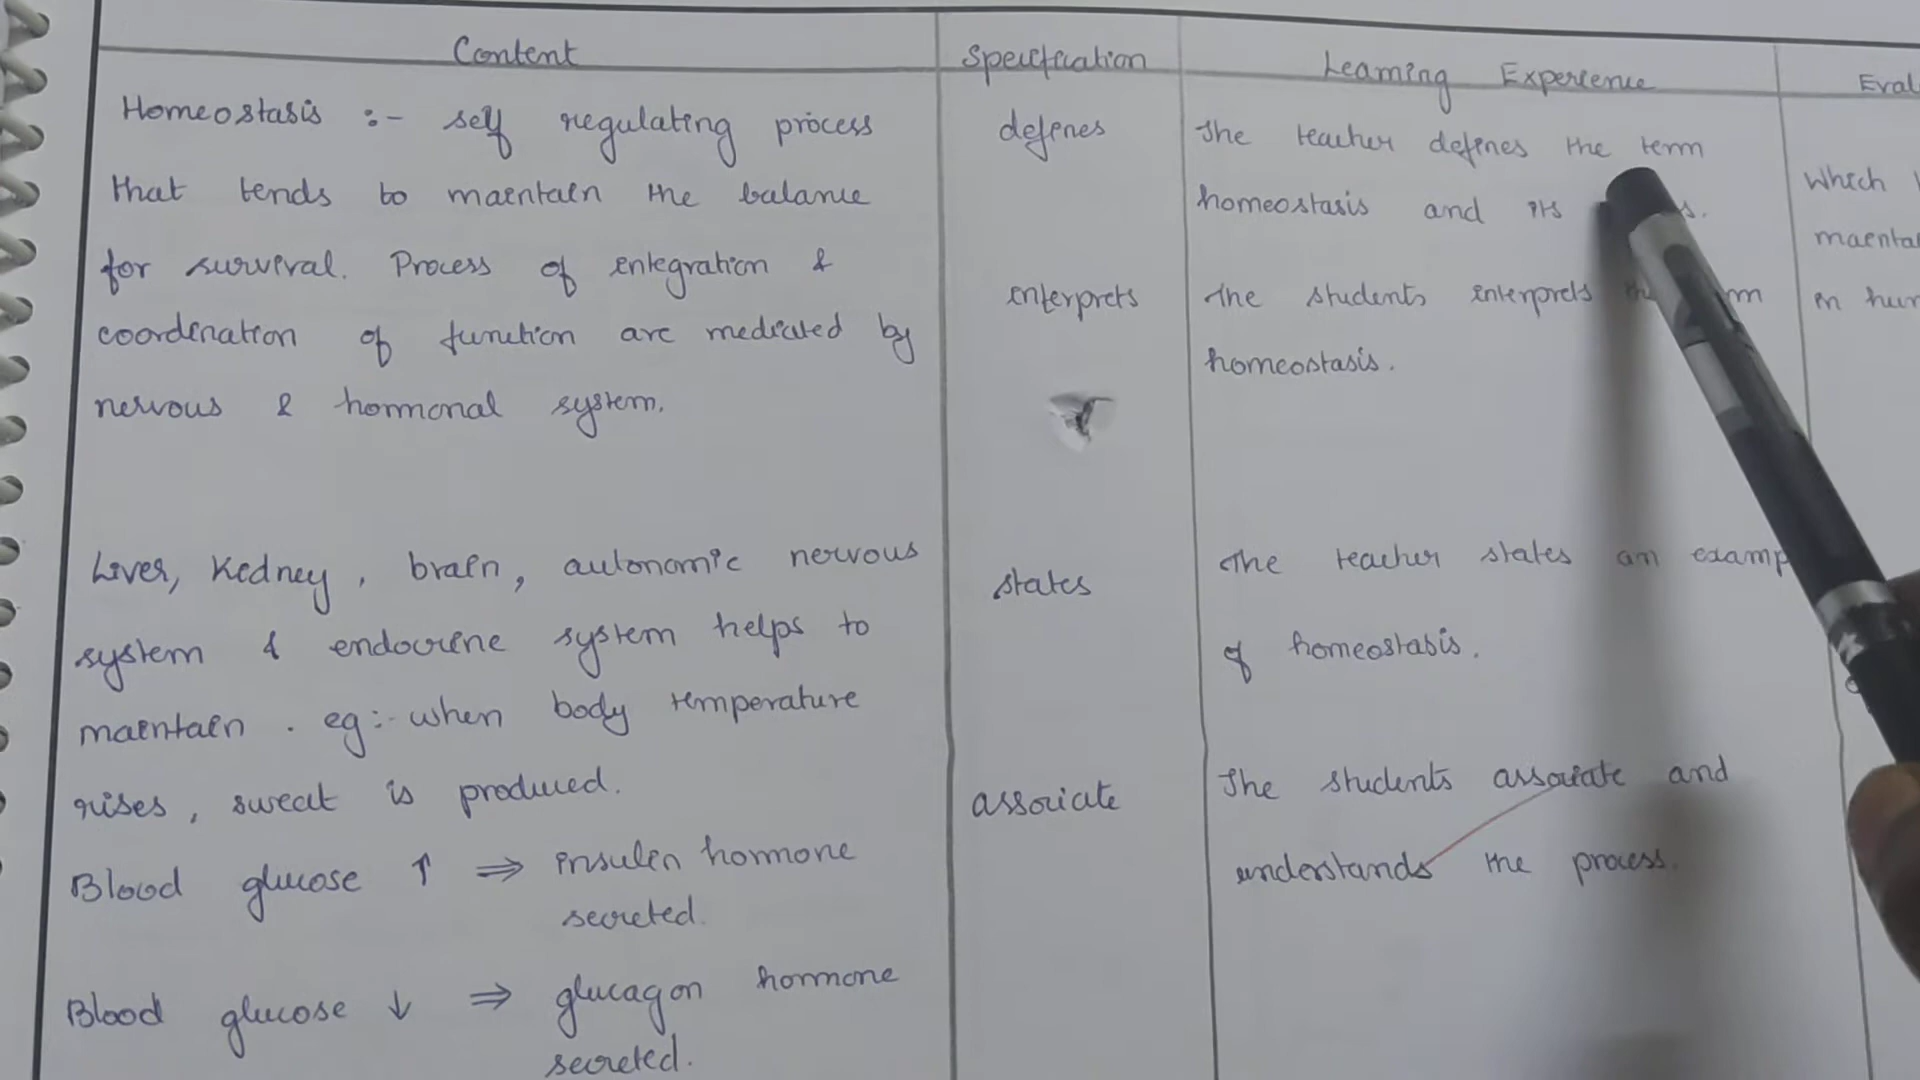 Content
Homeostasis :- self regulating process
that tends to maintain the balance
for survival. Process of integration &
coordination of function are mediated by
nervous & hormonal system.
Liver, Kidney, brain, autonomic nervous
system & endocrine system helps to
maintain. eg:- when body temperature
rises, sweat is produced.
Blood glucose ↑ ⇒ insulin hormone
secreted.
Blood glucose ↓ ⇒ glucagon hormone
secreted.
Specification
defines
interprets
states
associate
Learning Experience
The teacher defines the term
homeostasis and its
The students interprets
homeostasis.
The teacher states an
of homeostasis.
The students associate and
understands the process.
Which
in